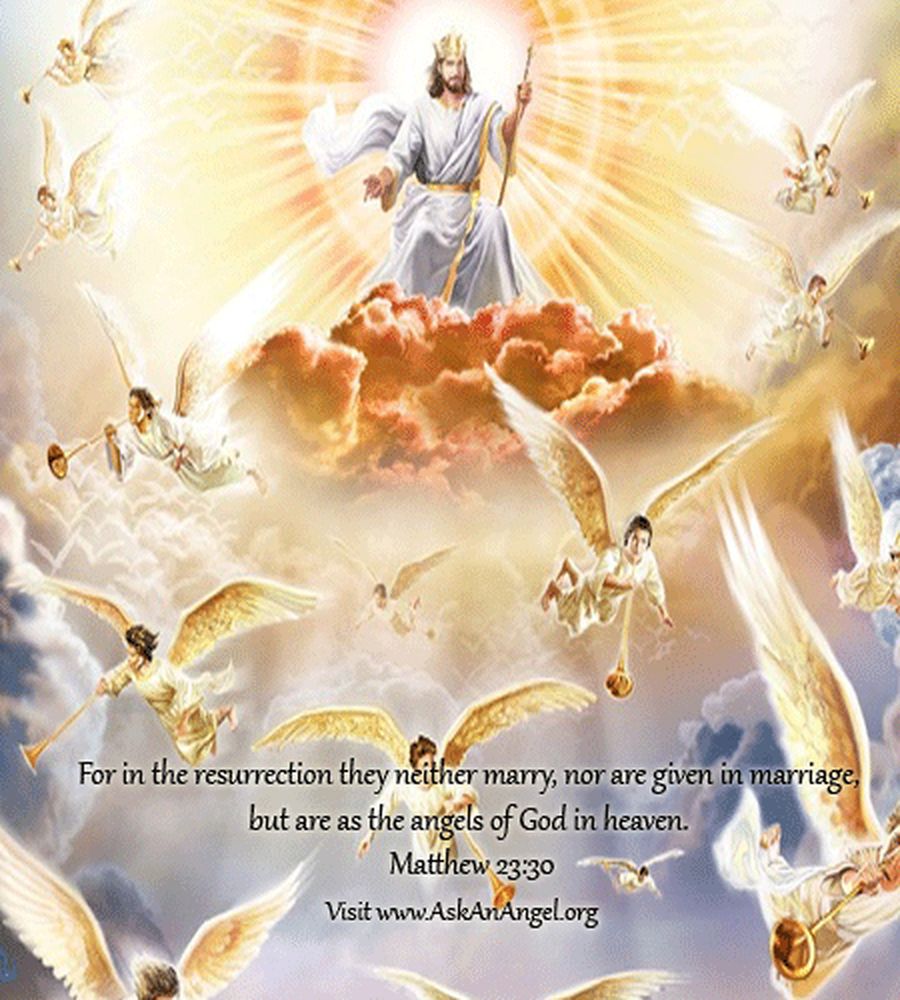 For in the resurrection they neither marry, nor are given in marriage,
but are as the angels of God in heaven.
Matthew 23:30
Visit www.AskAnAngel.org